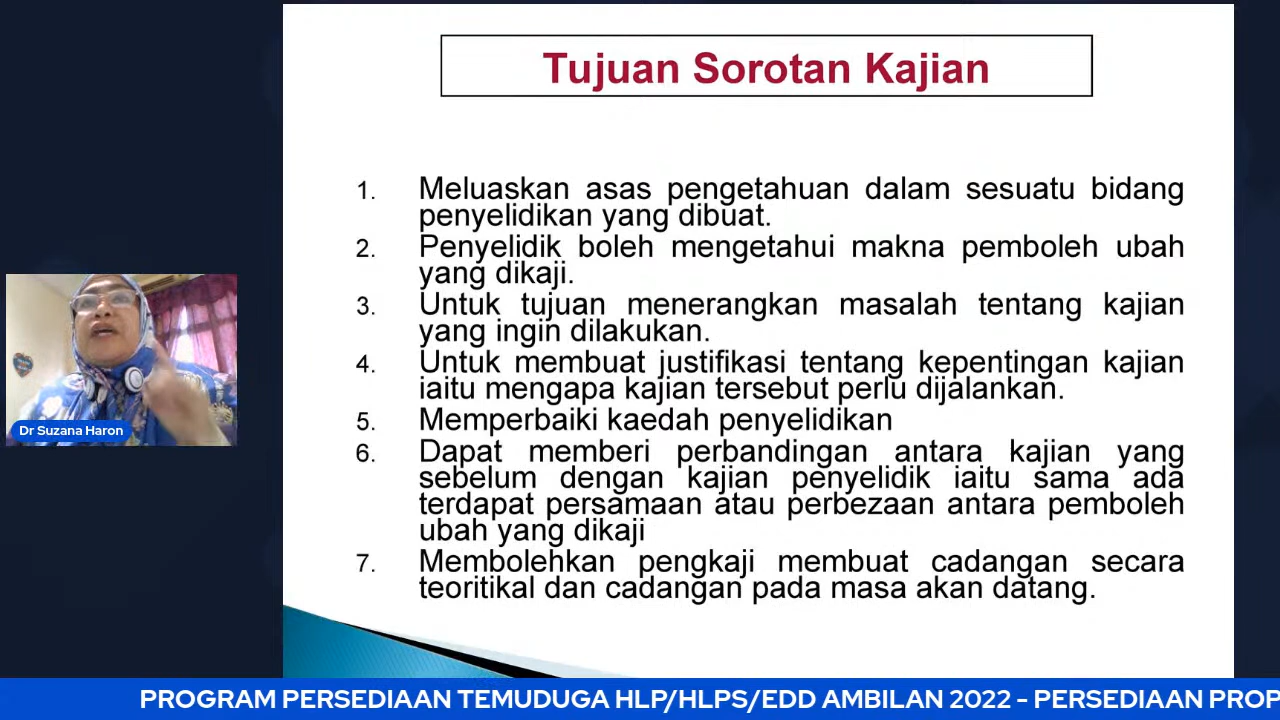 Tujuan Sorotan Kajian
1. Meluaskan asas pengetahuan dalam sesuatu bidang
penyelidikan yang dibuat.
2. Penyelidik boleh mengetahui makna pemboleh ubah
yang dikaji.
3. Untuk tujuan menerangkan masalah tentang kajian
yang ingin dilakukan.
4. Untuk membuat justifikasi tentang kepentingan kajian
iaitu mengapa kajian tersebut perlu dijalankan.
5. Memperbaiki kaedah penyelidikan
6. Dapat memberi perbandingan antara kajian yang
sebelum dengan kajian penyelidik iaitu sama ada
terdapat persamaan atau perbezaan antara pemboleh
ubah yang dikaji
7. Membolehkan pengkaji membuat cadangan secara
teoritikal dan cadangan pada masa akan datang.
Dr Suzana Haron
PROGRAM PERSEDIAAN TEMUDUGA HLP/HLPS/EDD AMBILAN 2022 - PERSEDIAAN PROP